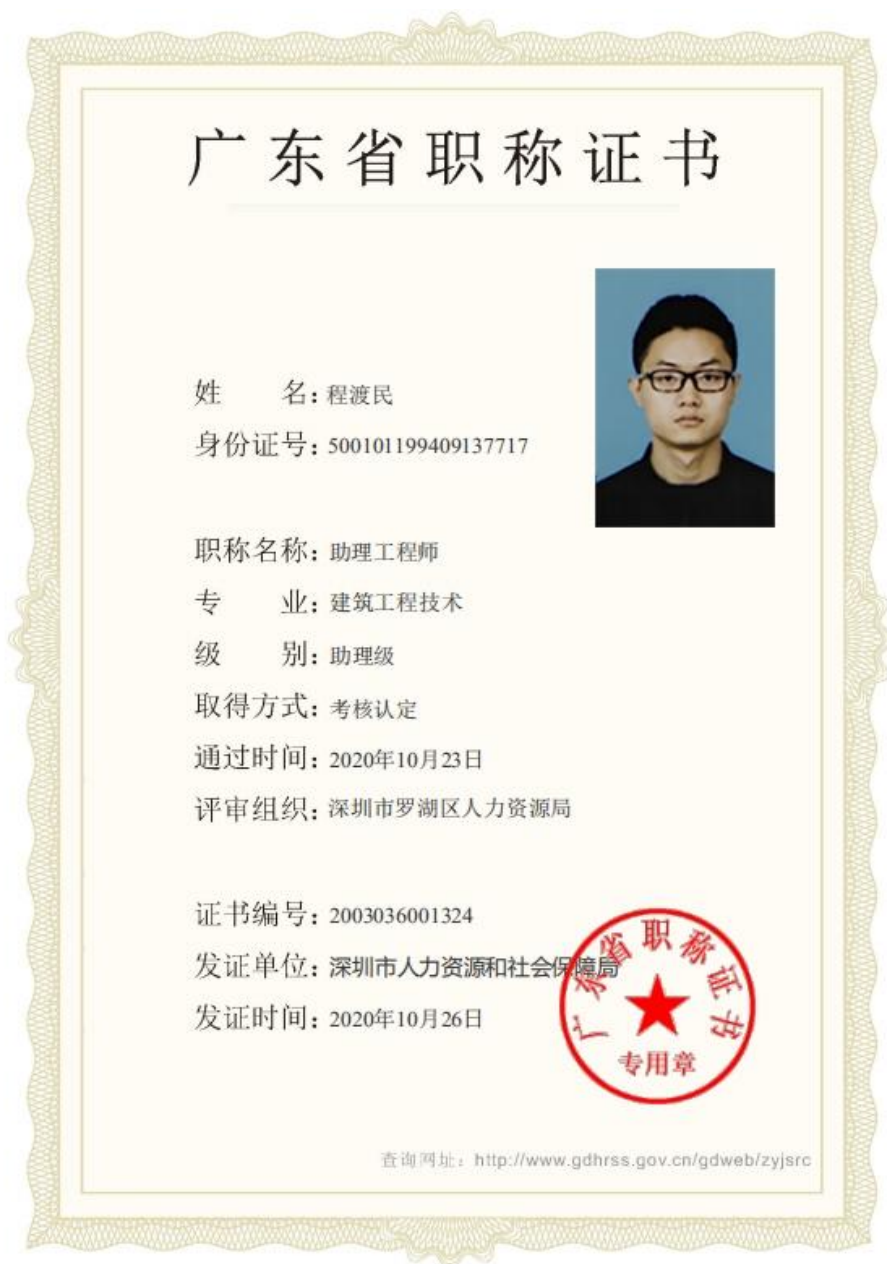 广东省职称证书
姓　　名：程渡民
身份证号：500101199409137717
职称名称：助理工程师
专　　业：建筑工程技术
级　　别：助理级
取得方式：考核认定
通过时间：2020年10月23日
评审组织：深圳市罗湖区人力资源局
证书编号：2003036001324
发证单位：深圳市人力资源和社会保障局
发证时间：2020年10月26日
广东省职称证书
专用章
查询网址：http://www.gdhrss.gov.cn/gdweb/zyjsrc